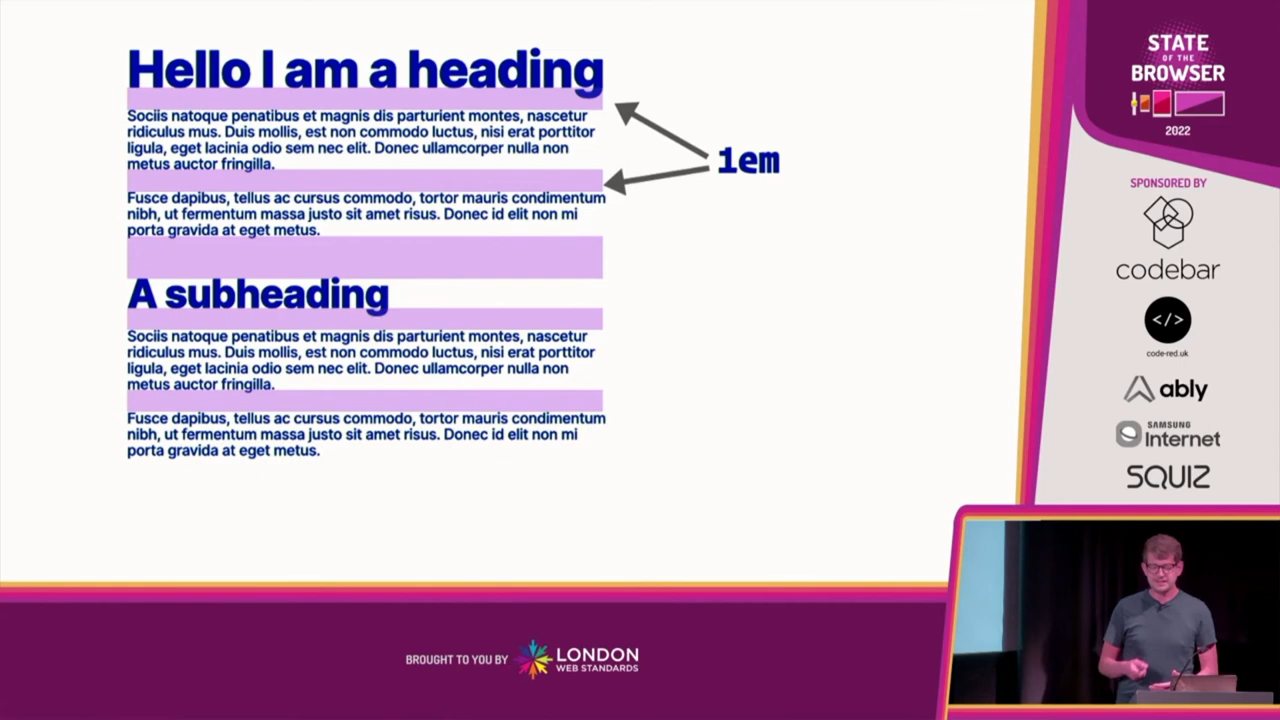 Hello I am a heading
Sociis natoque penatibus et magnis dis parturient montes, nascetur
ridiculus mus. Duis mollis, est non commodo luctus, nisi erat porttitor
ligula, eget lacinia odio sem nec elit. Donec ullamcorper nulla non
metus auctor fringilla.
Fusce dapibus, tellus ac cursus commodo, tortor mauris condimentum
nibh, ut fermentum massa justo sit amet risus. Donec id elit non mi
porta gravida at eget metus.
A subheading
Sociis natoque penatibus et magnis dis parturient montes, nascetur
ridiculus mus. Duis mollis, est non commodo luctus, nisi erat porttitor
ligula, eget lacinia odio sem nec elit. Donec ullamcorper nulla non
metus auctor fringilla.
Fusce dapibus, tellus ac cursus commodo, tortor mauris condimentum
nibh, ut fermentum massa justo sit amet risus. Donec id elit non mi
porta gravida at eget metus.
1em
STATE
OF THE
BROWSER
2022
SPONSORED BY
codebar
</>
code-red.uk
ably
SAMSUNG
Internet
SQUIZ
BROUGHT TO YOU BY
LONDON
WEB STANDARDS